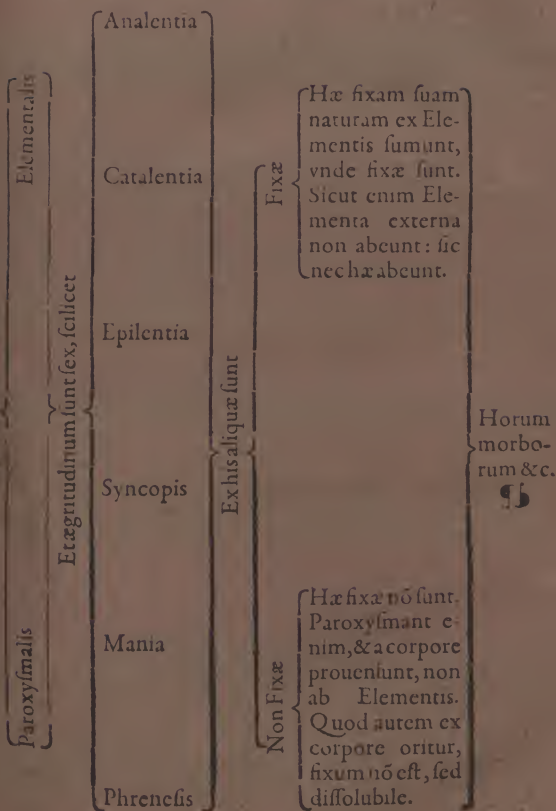 Elementalis
Paroxyſmalis
Et ægritudinum ſunt ſex, ſcilicet
Analentia
Catalentia
Epilentia
Syncopis
Mania
Phreneſis
Ex his aliquæ ſunt
Fixæ
Hæ fixam ſuam
naturam ex Ele-
mentis ſumunt,
vnde fixæ ſunt.
Sicut enim Ele-
menta externa
non abeunt: ſic
nec hæ abeunt.
Non Fixæ
Hæ fixæ nõ ſunt.
Paroxyſmant e-
nim, & a corpore
proueniunt, non
ab Elementis.
Quod autem ex
corpore oritur,
fixum nõ eſt, ſed
diſſolubile.
Horum
morbo-
rum &c.